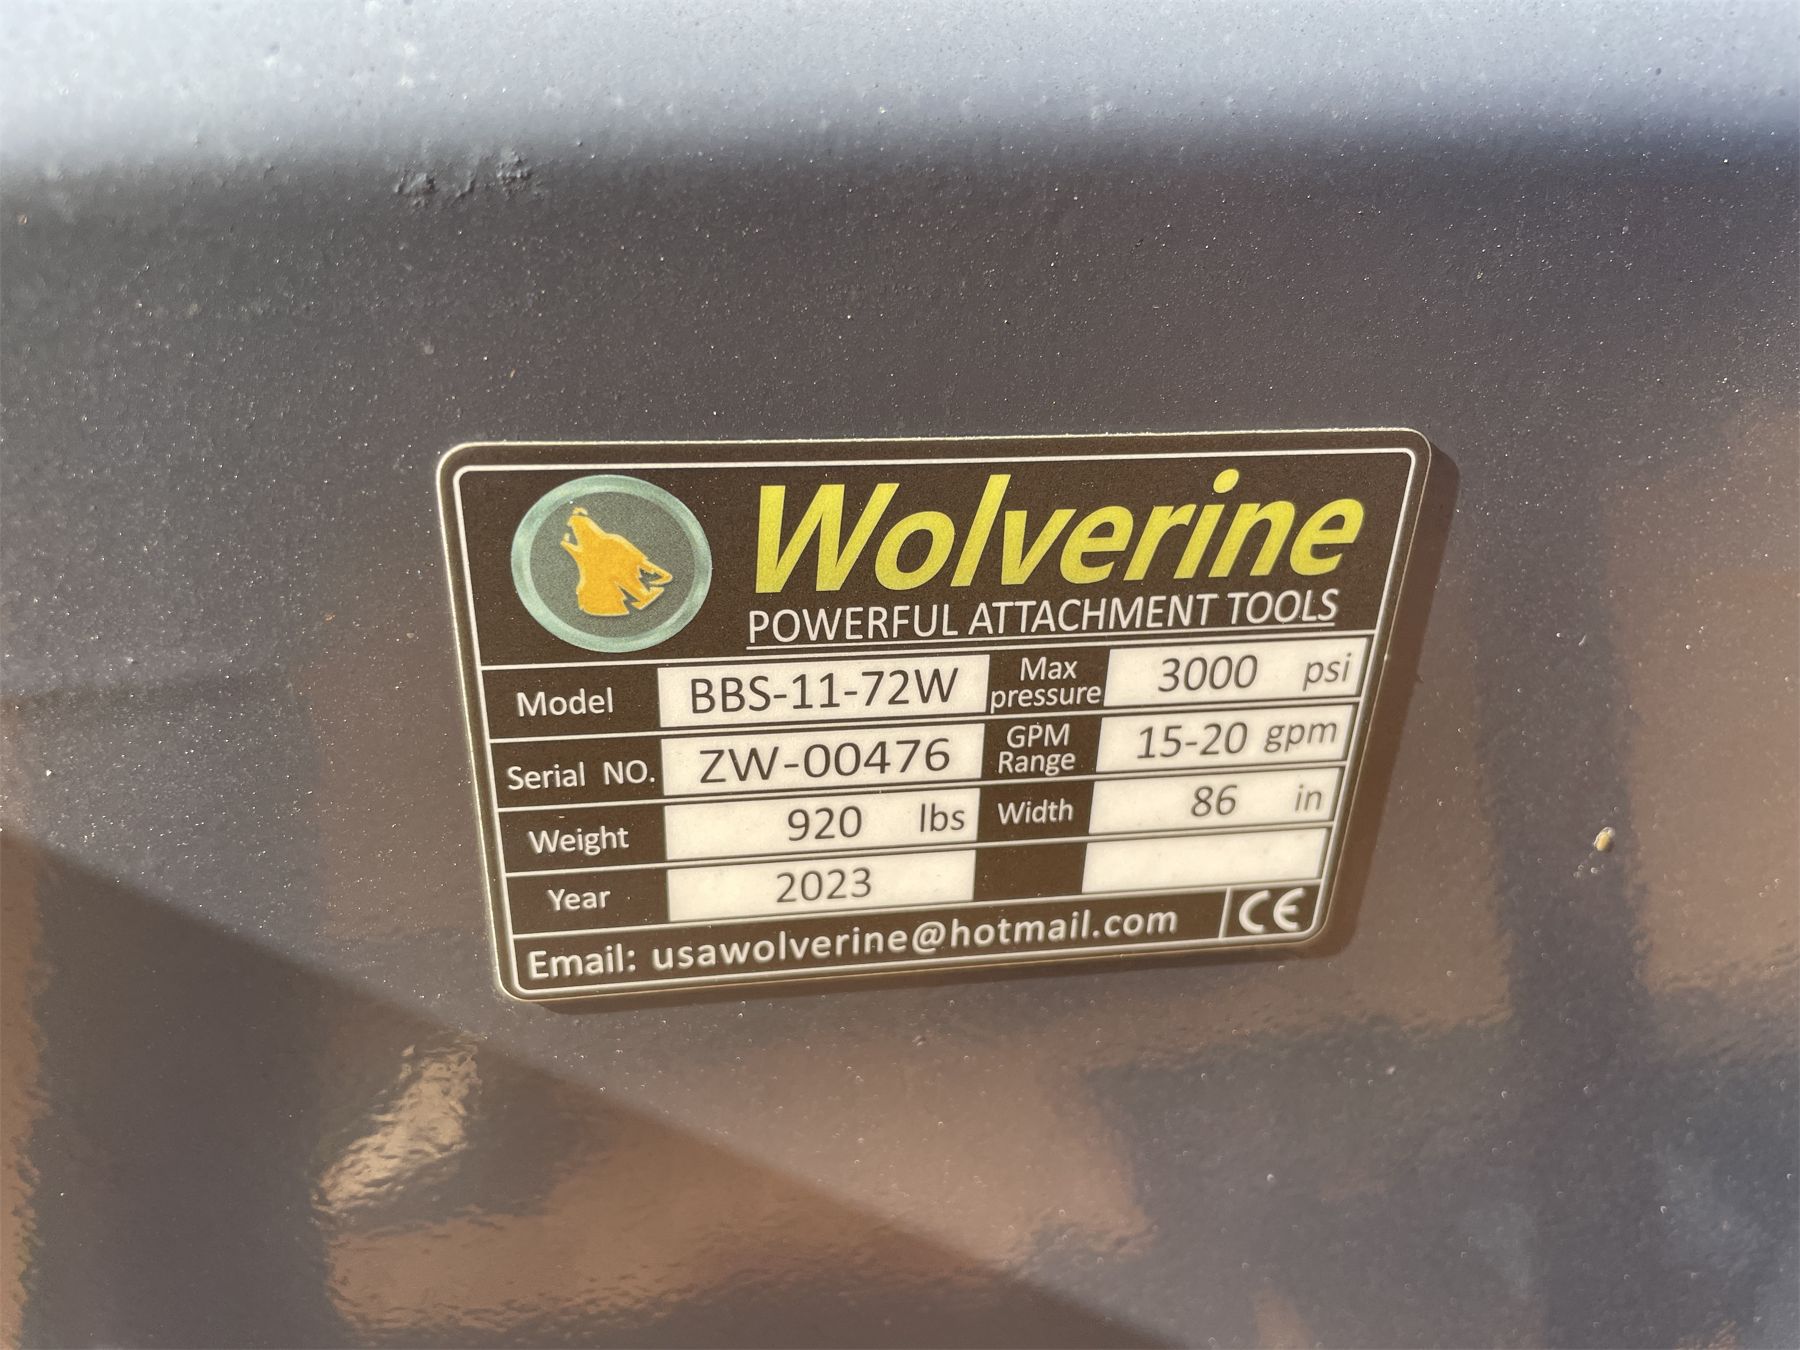 Wolverine
POWERFUL ATTACHMENT TOOLS
Model BBS-11-72W Max pressure 3000 psi
Serial NO. ZW-00476 GPM Range 15-20 gpm
Weight 920 lbs Width 86 in
Year 2023
Email: usawolverine@hotmail.com CE